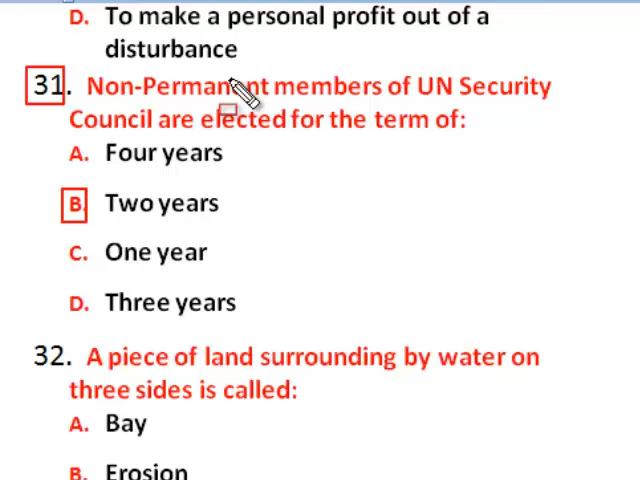 D. To make a personal profit out of a
disturbance
31. Non-Permanent members of UN Security
Council are elected for the term of:
A. Four years
B. Two years
C. One year
D. Three years
32. A piece of land surrounding by water on
three sides is called:
A. Bay
B. Erosion